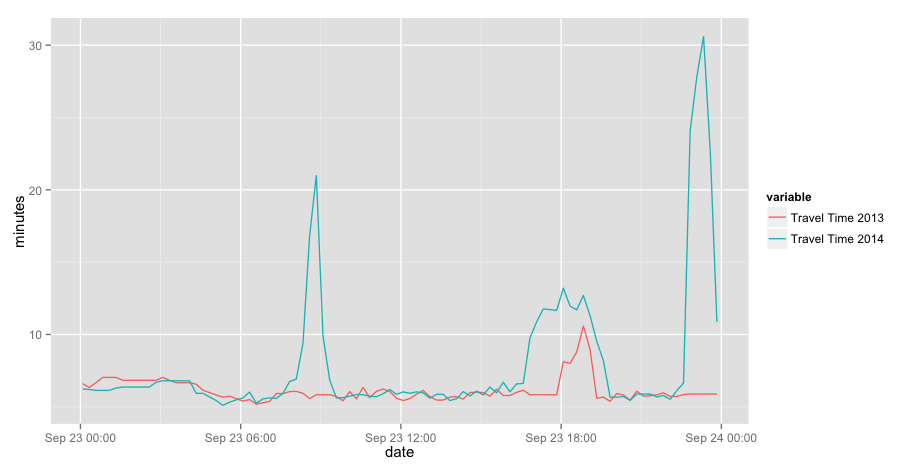 30
20
10
minutes
Sep 23 00:00
Sep 23 06:00
Sep 23 12:00
Sep 23 18:00
Sep 24 00:00
date
variable
Travel Time 2013
Travel Time 2014